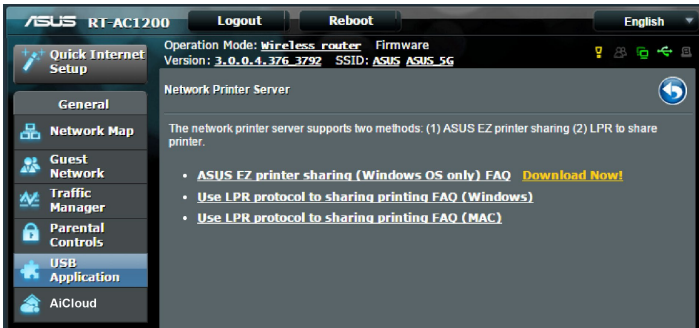 ASUS RT-AC1200 Logout Reboot English
Quick Internet
Setup
Operation Mode: Wireless router Firmware
Version: 3.0.0.4.376_3792 SSID: ASUS ASUS_5G
General
Network Map
Guest
Network
Traffic
Manager
Parental
Controls
USB
Application
AiCloud
Network Printer Server
The network printer server supports two methods: (1) ASUS EZ printer sharing (2) LPR to share
printer.
• ASUS EZ printer sharing (Windows OS only) FAQ Download Now!
• Use LPR protocol to sharing printing FAQ (Windows)
• Use LPR protocol to sharing printing FAQ (MAC)